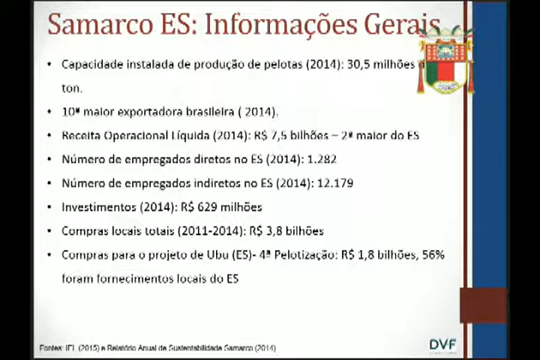 Samarco ES: Informações Gerais
• Capacidade instalada de produção de pelotas (2014): 30,5 milhões
ton.
• 10ª maior exportadora brasileira ( 2014).
• Receita Operacional Líquida (2014): R$ 7,5 bilhões – 2ª maior do ES
• Número de empregados diretos no ES (2014): 1.282
• Número de empregados indiretos no ES (2014): 12.179
• Investimentos (2014): R$ 629 milhões
• Compras locais totais (2011-2014): R$ 3,8 bilhões
• Compras para o projeto de Ubu (ES)- 4ª Pelotização: R$ 1,8 bilhões, 56%
foram fornecimentos locais do ES
Fontes: (2015) e Relatório Anual de Sustentabilidade Samarco (2014)
DVF